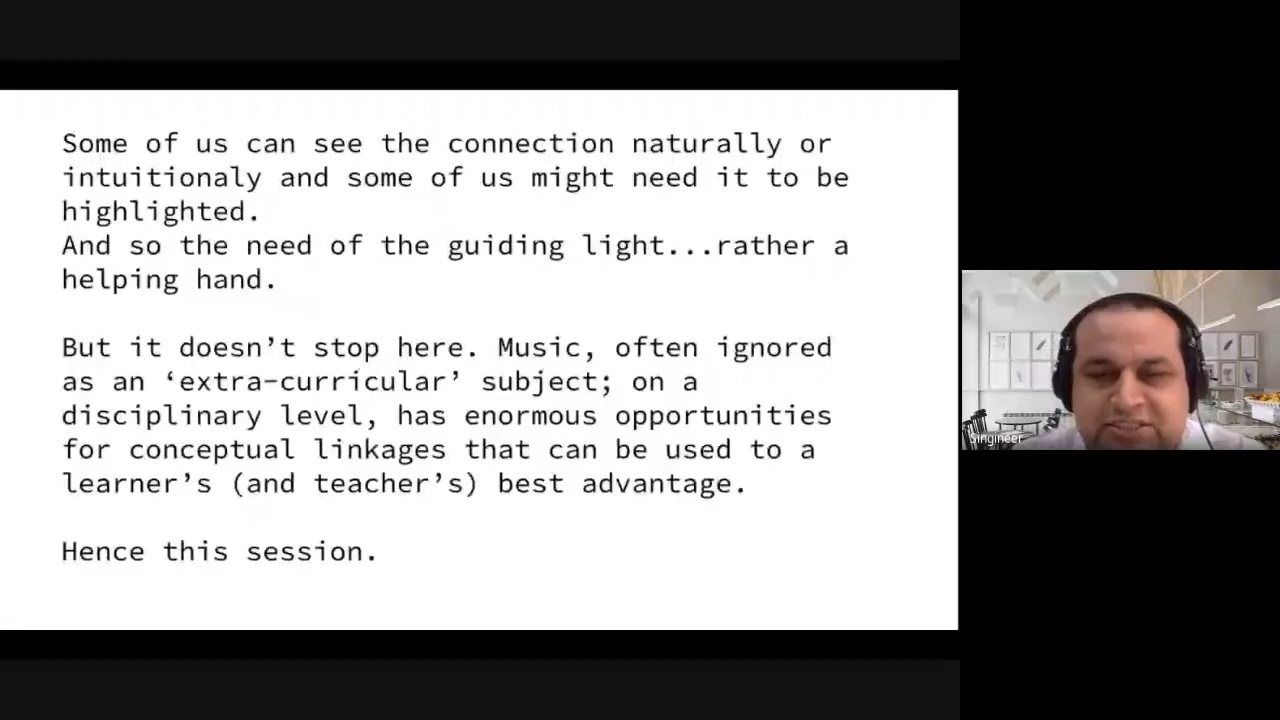 Some of us can see the connection naturally or
intuitionaly and some of us might need it to be
highlighted.
And so the need of the guiding light...rather a
helping hand.
But it doesn’t stop here. Music, often ignored
as an ‘extra-curricular’ subject; on a
disciplinary level, has enormous opportunities
for conceptual linkages that can be used to a
learner’s (and teacher’s) best advantage.
Hence this session.
Singineer